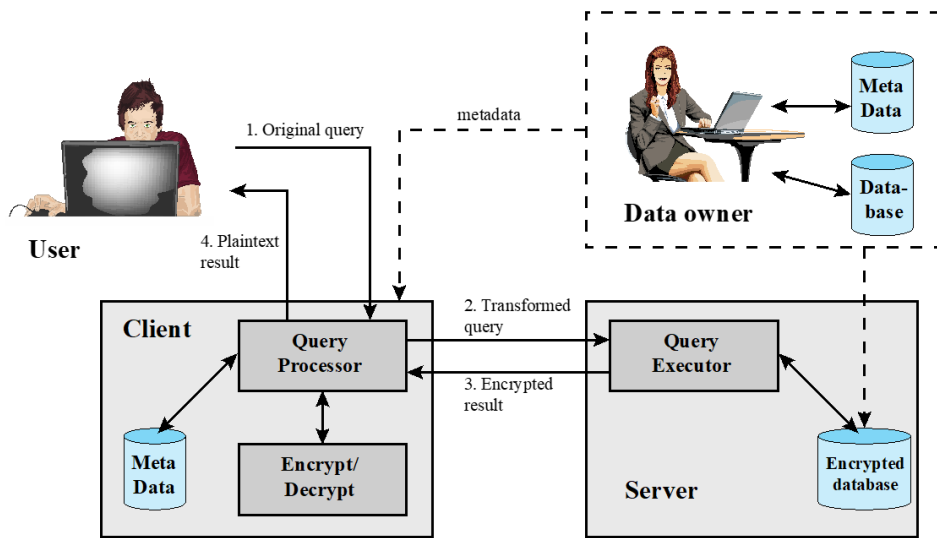 1. Original query
metadata
Meta
Data
Data-
base
Data owner
User
4. Plaintext
result
Client
Query
Processor
2. Transformed
query
3. Encrypted
result
Query
Executor
Meta
Data
Encrypt/
Decrypt
Server
Encrypted
database